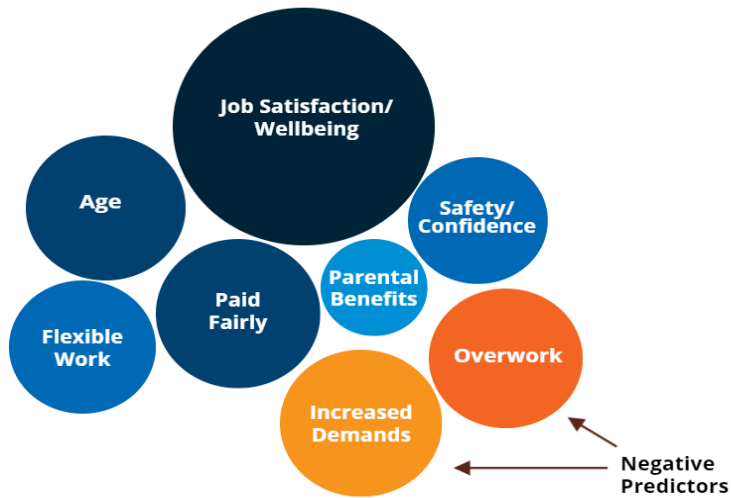 Job Satisfaction/
Wellbeing
Age
Safety/
Confidence
Parental
Benefits
Paid
Fairly
Flexible
Work
Overwork
Increased
Demands
Negative
Predictors